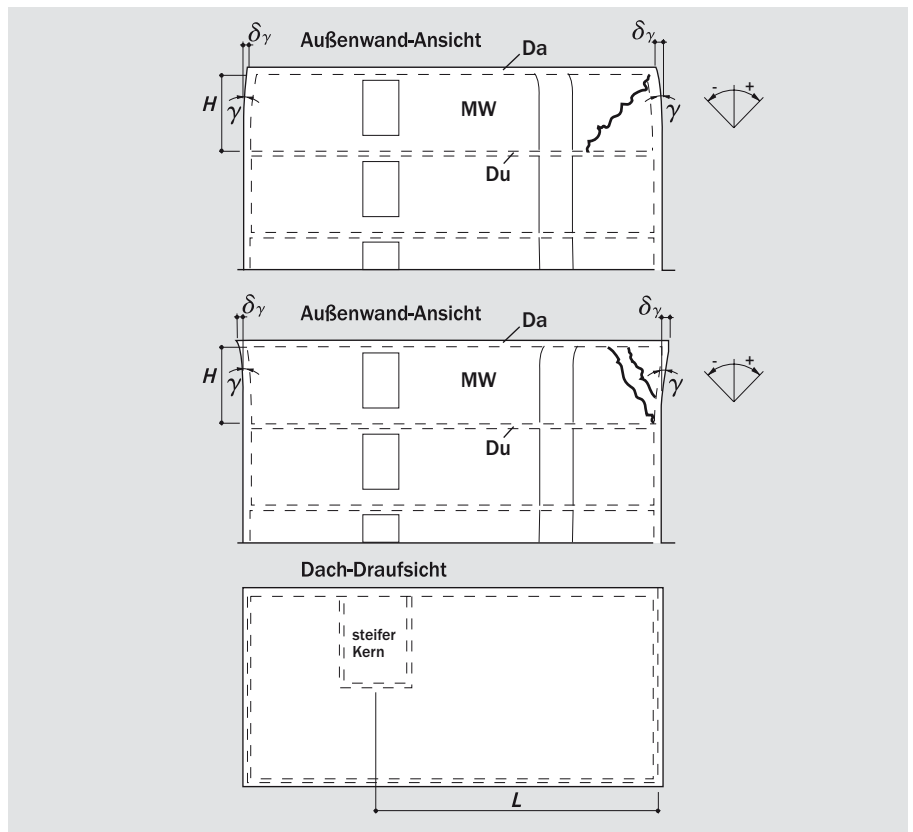 δγ
Außenwand-Ansicht
Da
δγ
H
γ
MW
γ
- +
Du
δγ
Außenwand-Ansicht
Da
δγ
H
γ
MW
γ
- +
Du
Dach-Draufsicht
steifer
Kern
L